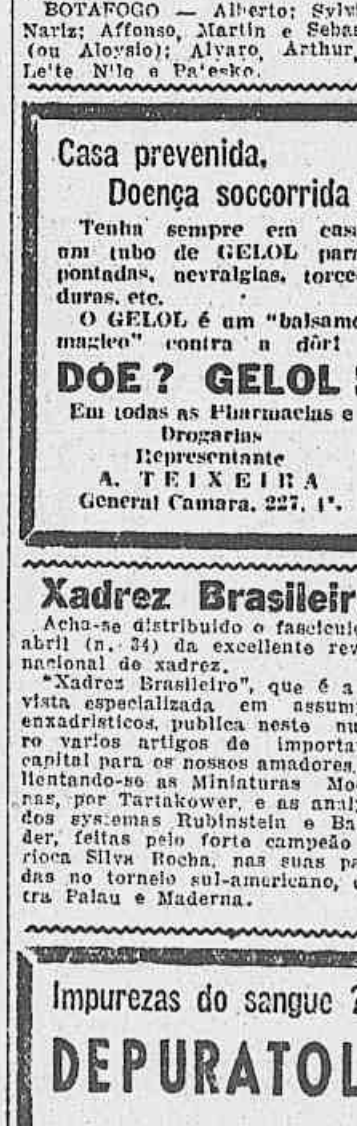 BOTAFOGO — Alberto; Sylvi
Nariz; Affonso, Martin e Sebas
(ou Aloysio); Alvaro, Arthur,
Leite Nilo e Patesko.
Casa prevenida,
Doença soccorrida
Tenha sempre em casa
um tubo de GELOL para
pontadas, nevralgias, torce-
duras, etc.
O GELOL é um "balsamo
magico" contra a dôr!
DÓE? GELOL!
Em todas as Pharmacias e
Drogarias
Representante
A. TEIXEIRA
General Camara, 227, 1°.
Xadrez Brasileir
Acha-se distribuido o fasciculo
abril (n. 34) da excellente rev
nacional de xadrez.
"Xadrez Brasileiro", que é a
vista especializada em assump
enxadristicos, publica neste nu
ro varios artigos de importa
capital para os nossos amadores,
lientando-se as Miniaturas Mo
nas, por Tartakower, e as anal
dos systemas Rubinstein e Ba
der, feitas pelo forte campeão
rioca Silva Rocha, nas suas pa
das no torneio sul-americano,
tra Palau e Maderna.
Impurezas do sangue ?
DEPURATOL